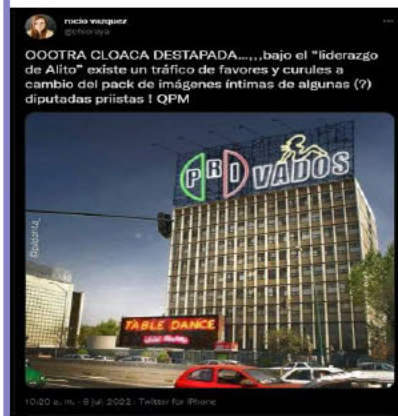 rocio vazquez
@chioraya
OOOTRA CLOACA DESTAPADA...,,,bajo el "liderazgo
de Alito" existe un tráfico de favores y curules a
cambio del pack de imágenes íntimas de algunas (?)
diputadas priistas ! QPM
PRI VADOS
TABLE DANCE
10:20 a. m. · 8 jul. 2022 · Twitter for iPhone